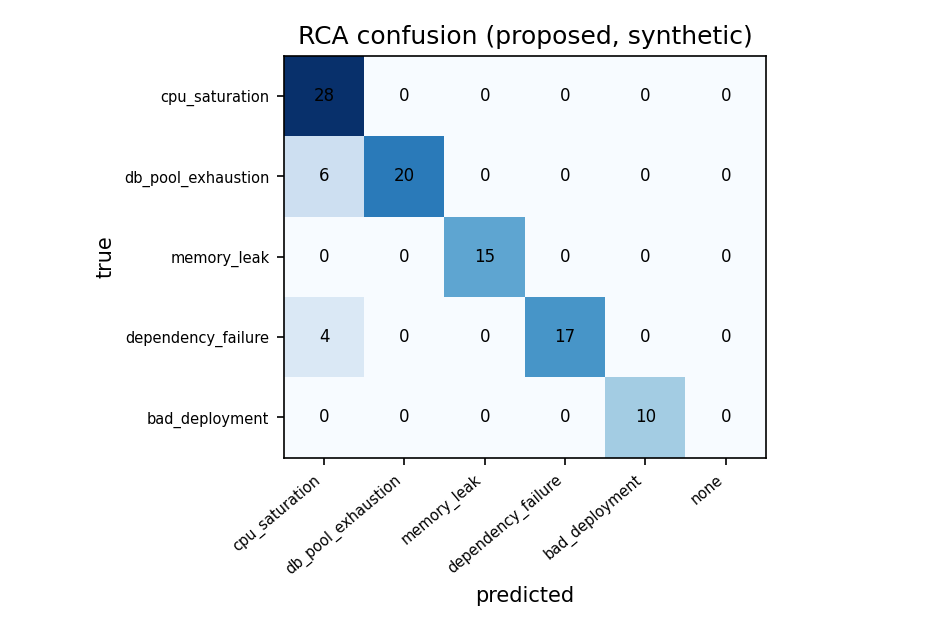 RCA confusion (proposed, synthetic)
true
cpu_saturation 28 0 0 0 0 0
db_pool_exhaustion 6 20 0 0 0 0
memory_leak 0 0 15 0 0 0
dependency_failure 4 0 0 17 0 0
bad_deployment 0 0 0 0 10 0
cpu_saturation db_pool_exhaustion memory_leak dependency_failure bad_deployment none
predicted